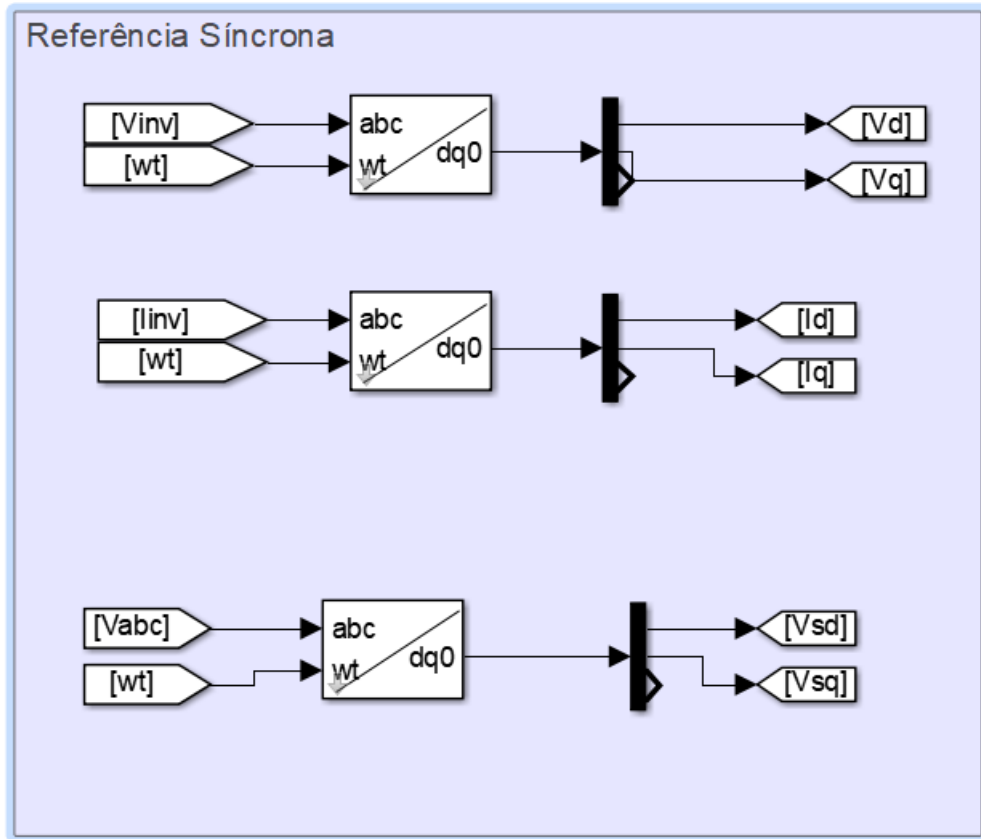 Referência Síncrona
[Vinv]
[wt]
abc
wt
dq0
[Vd]
[Vq]
[Iinv]
[wt]
abc
wt
dq0
[Id]
[Iq]
[Vabc]
[wt]
abc
wt
dq0
[Vsd]
[Vsq]